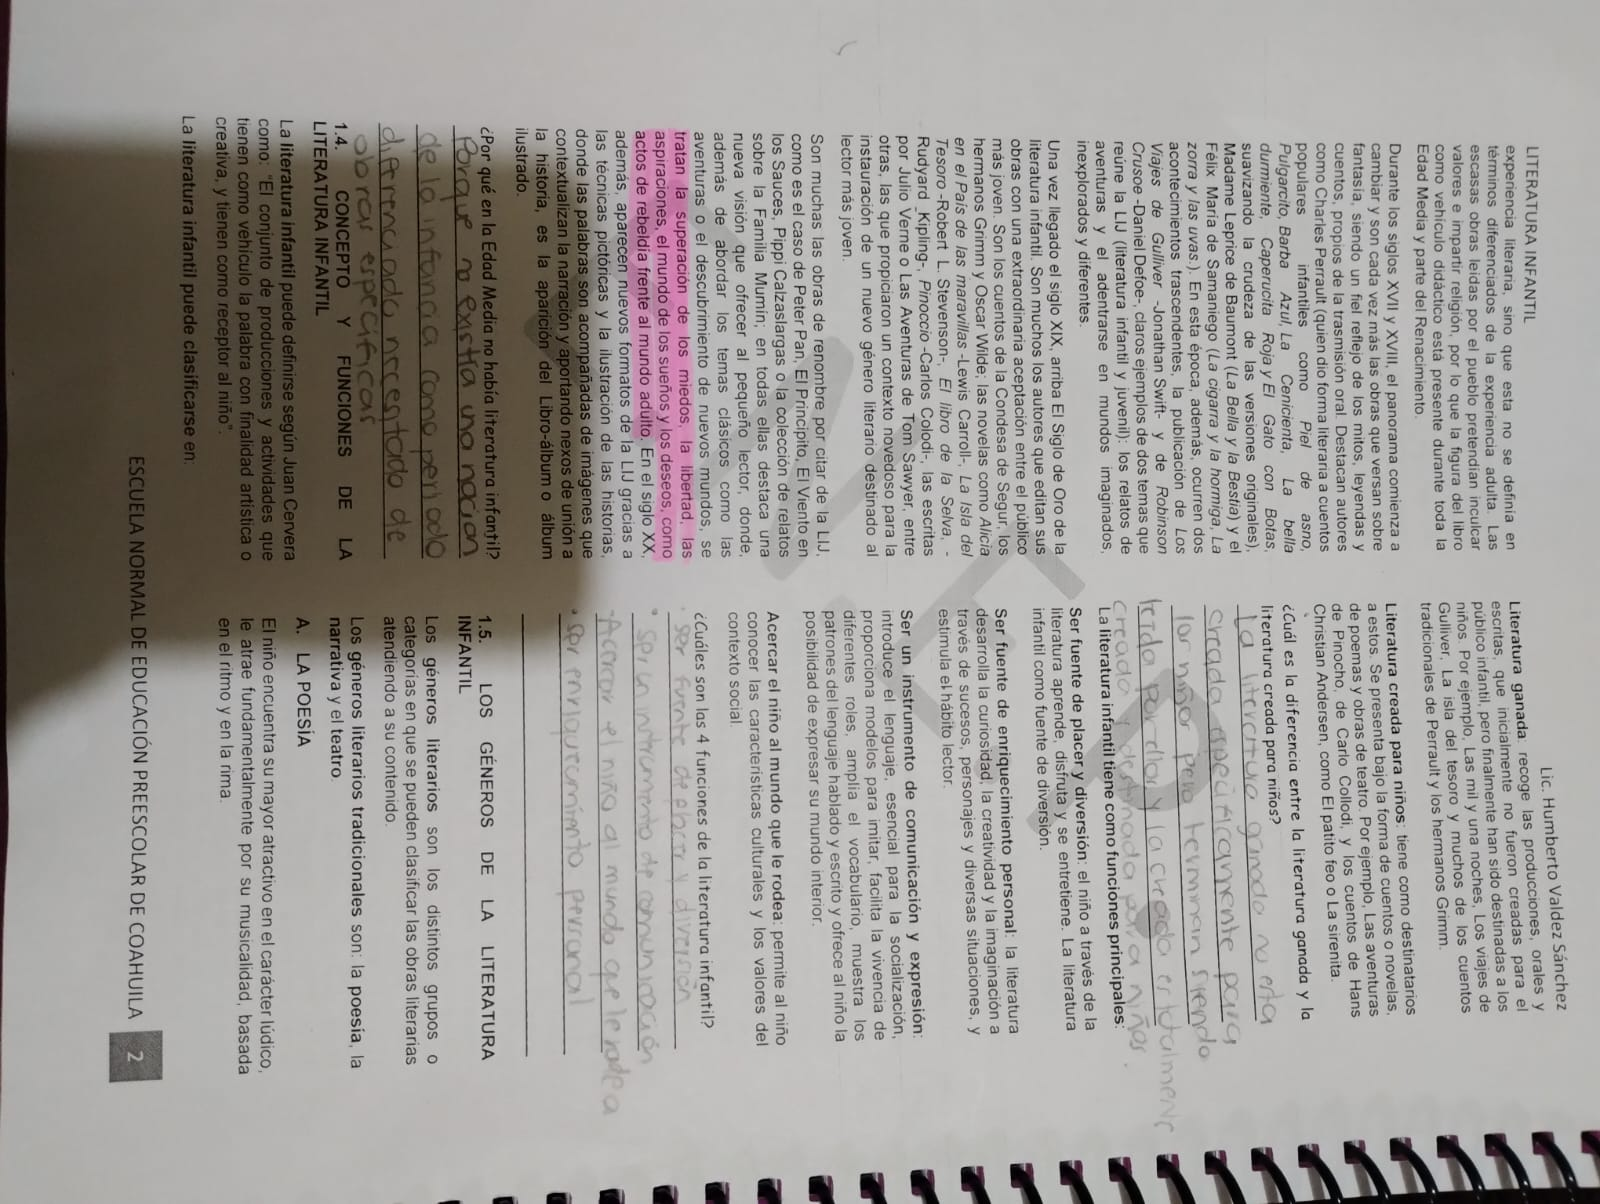 LITERATURA INFANTIL
Lic. Humberto Valdez Sánchez
experiencia literaria, sino que esta no se definía en
términos diferenciados de la experiencia adulta. Las
escasas obras leídas por el pueblo pretendían inculcar
valores e impartir religión, por lo que la figura del libro
como vehículo didáctico está presente durante toda la
Edad Media y parte del Renacimiento.
Durante los siglos XVII y XVIII, el panorama comienza a
cambiar y son cada vez más las obras que versan sobre
fantasía, siendo un fiel reflejo de los mitos, leyendas y
cuentos, propios de la trasmisión oral. Destacan autores
como Charles Perrault (quien dio forma literaria a cuentos
populares infantiles como Piel de asno,
Pulgarcito, Barba Azul, La Cenicienta, La bella
durmiente, Caperucita Roja y El Gato con Botas,
suavizando la crudeza de las versiones originales),
Madame Leprice de Baumont (La Bella y la Bestia) y el
Félix María de Samaniego (La cigarra y la hormiga, La
zorra y las uvas.). En esta época, además, ocurren dos
acontecimientos trascendentes, la publicación de Los
Viajes de Gulliver -Jonathan Swift- y de Robinson
Crusoe -Daniel Defoe-, claros ejemplos de dos temas que
reúne la LIJ (literatura infantil y juvenil): los relatos de
aventuras y el adentrarse en mundos imaginados,
inexplorados y diferentes.
Una vez llegado el siglo XIX, arriba El Siglo de Oro de la
literatura infantil. Son muchos los autores que editan sus
obras con una extraordinaria aceptación entre el público
más joven. Son los cuentos de la Condesa de Segur, los
hermanos Grimm y Oscar Wilde; las novelas como Alicia
en el País de las maravillas -Lewis Carroll-, La Isla del
Tesoro -Robert L. Stevenson-, El libro de la Selva, -
Rudyard _Kipling-, Pinoccio -Carlos Colodi-, las escritas
por Julio Verne o Las Aventuras de Tom Sawyer, entre
otras, las que propiciaron un contexto novedoso para la
instauración de un nuevo género literario destinado al
lector más joven.
Son muchas las obras de renombre por citar de la LIJ,
como es el caso de Peter Pan, El Principito, El Viento en
los Sauces, Pippi Calzaslargas o la colección de relatos
sobre la Familia Mumin; en todas ellas destaca una
nueva visión que ofrecer al pequeño lector, donde,
además de abordar los temas clásicos como las
aventuras o el descubrimiento de nuevos mundos, se
tratan la superación de los miedos, la libertad, las
aspiraciones, el mundo de los sueños y los deseos, como
actos de rebeldía frente al mundo adulto. En el siglo XX,
además, aparecen nuevos formatos de la LIJ gracias a
las técnicas pictóricas y la ilustración de las historias,
donde las palabras son acompañadas de imágenes que
contextualizan la narración y aportando nexos de unión a
la historia, es la aparición del Libro-álbum o álbum
ilustrado.
¿Por qué en la Edad Media no había literatura infantil?
Porque no existia una nocion
de la infancia como periodo
diferenciado necesitado de
obras especificas
1.4. CONCEPTO Y FUNCIONES DE LA
LITERATURA INFANTIL
La literatura infantil puede definirse según Juan Cervera
como: "El conjunto de producciones y actividades que
tienen como vehículo la palabra con finalidad artística o
creativa, y tienen como receptor al niño".
La literatura infantil puede clasificarse en:
Literatura ganada: recoge las producciones, orales y
escritas, que inicialmente no fueron creadas para el
público infantil, pero finalmente han sido destinadas a los
niños. Por ejemplo, Las mil y una noches, Los viajes de
Gulliver, La isla del tesoro y muchos de los cuentos
tradicionales de Perrault y los hermanos Grimm.
Literatura creada para niños: tiene como destinatarios
a estos. Se presenta bajo la forma de cuentos o novelas,
de poemas y obras de teatro. Por ejemplo, Las aventuras
de Pinocho, de Carlo Collodi, y los cuentos de Hans
Christian Andersen, como El patito feo o La sirenita.
¿Cuál es la diferencia entre la literatura ganada y la
literatura creada para niños?
La literatura ganada no esta
creada especificamente para
los niños pero terminan siendo
leida por ellos y la creada es totalmente
creada y destinada para niños.
La literatura infantil tiene como funciones principales:
Ser fuente de placer y diversión: el niño a través de la
literatura aprende, disfruta y se entretiene. La literatura
infantil como fuente de diversión.
Ser fuente de enriquecimiento personal: la literatura
desarrolla la curiosidad, la creatividad y la imaginación a
través de sucesos, personajes y diversas situaciones, y
estimula el hábito lector.
Ser un instrumento de comunicación y expresión:
introduce el lenguaje, esencial para la socialización,
proporciona modelos para imitar, facilita la vivencia de
diferentes roles, amplia el vocabulario, muestra los
patrones del lenguaje hablado y escrito y ofrece al niño la
posibilidad de expresar su mundo interior.
Acercar el niño al mundo que le rodea: permite al niño
conocer las características culturales y los valores del
contexto social.
¿Cuáles son las 4 funciones de la literatura infantil?
• ser fuente de placer y diversión
• ser un instrumento de comunicación
• Acercar el niño al mundo que le rodea
• ser enriquecimiento personal
1.5. LOS GÉNEROS DE LA LITERATURA
INFANTIL
Los géneros literarios son los distintos grupos o
categorías en que se pueden clasificar las obras literarias
atendiendo a su contenido.
Los géneros literarios tradicionales son: la poesía, la
narrativa y el teatro.
A. LA POESÍA
El niño encuentra su mayor atractivo en el carácter lúdico,
le atrae fundamentalmente por su musicalidad, basada
en el ritmo y en la rima.
ESCUELA NORMAL DE EDUCACIÓN PREESCOLAR DE COAHUILA 2